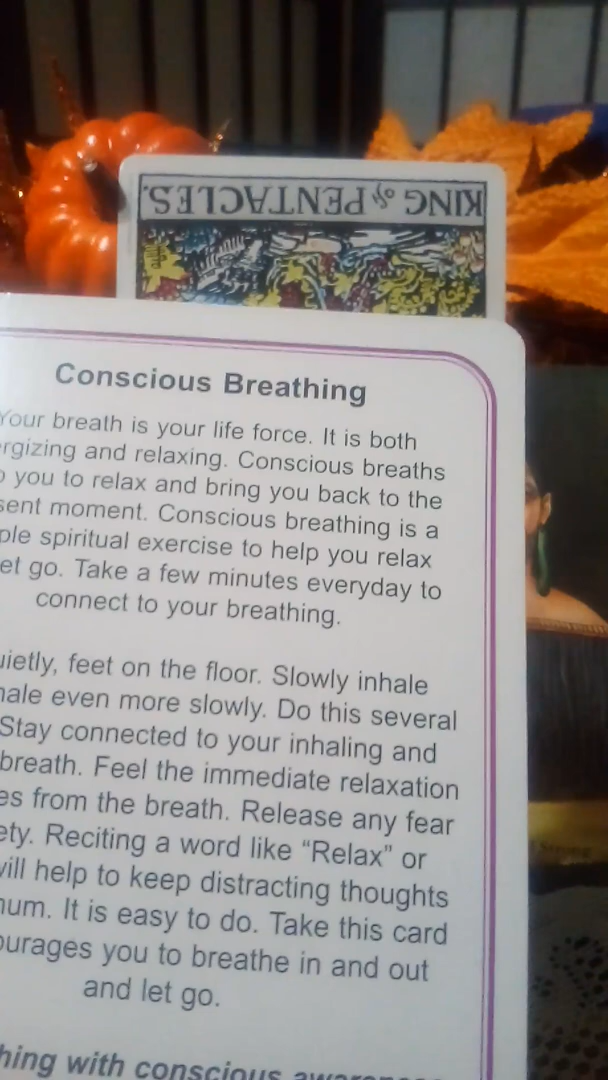 KING of PENTACLES.
Conscious Breathing
Your breath is your life force. It is both
rgizing and relaxing. Conscious breaths
you to relax and bring you back to the
sent moment. Conscious breathing is a
ple spiritual exercise to help you relax
et go. Take a few minutes everyday to
connect to your breathing.
uietly, feet on the floor. Slowly inhale
hale even more slowly. Do this several
Stay connected to your inhaling and
breath. Feel the immediate relaxation
es from the breath. Release any fear
ety. Reciting a word like “Relax” or
will help to keep distracting thoughts
mum. It is easy to do. Take this card
ourages you to breathe in and out
and let go.
hing with conscious awareness